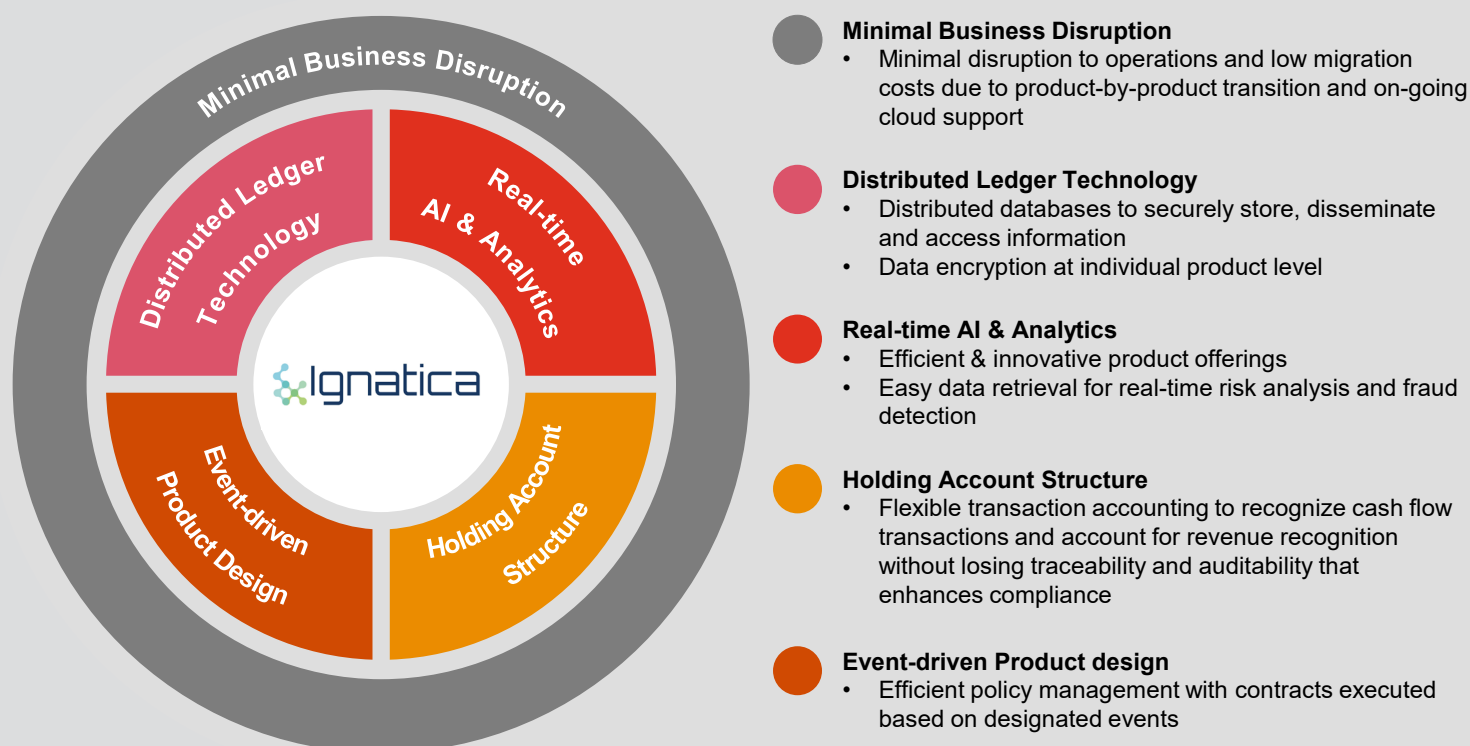 Minimal Business Disruption
Distributed Ledger
Technology
Real-time
AI & Analytics
Ignatica
Event-driven
Product Design
Holding Account
Structure
Minimal Business Disruption
• Minimal disruption to operations and low migration
costs due to product-by-product transition and on-going
cloud support
Distributed Ledger Technology
• Distributed databases to securely store, disseminate
and access information
• Data encryption at individual product level
Real-time AI & Analytics
• Efficient & innovative product offerings
• Easy data retrieval for real-time risk analysis and fraud
detection
Holding Account Structure
• Flexible transaction accounting to recognize cash flow
transactions and account for revenue recognition
without losing traceability and auditability that
enhances compliance
Event-driven Product design
• Efficient policy management with contracts executed
based on designated events